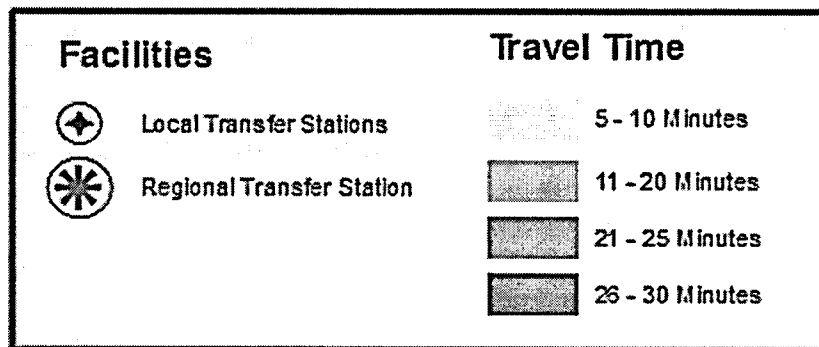 Facilities
Local Transfer Stations
Regional Transfer Station
Travel Time
5 - 10 Minutes
11 - 20 Minutes
21 - 25 Minutes
26 - 30 Minutes